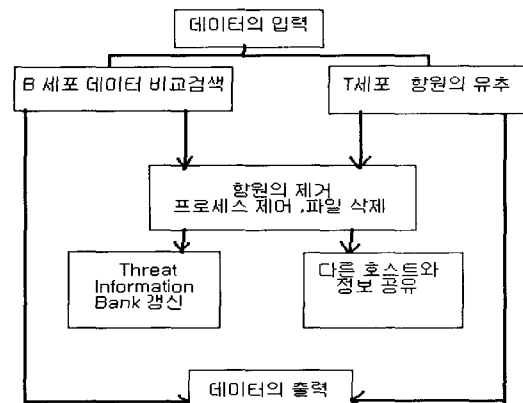 데이터의 입력
B 세포 데이터 비교검색
T세포 항원의 유추
항원의 제거
프로세스 제어 ,파일 삭제
Threat
Information
Bank 갱신
다른 호스트와
정보 공유
데이터의 출력